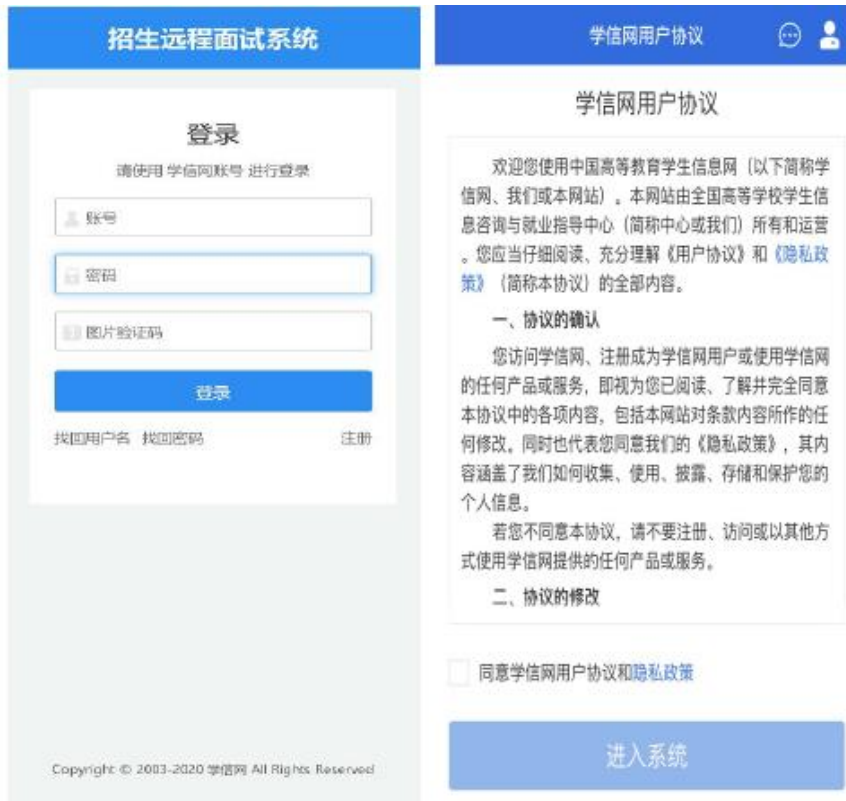 招生远程面试系统
登录
请使用 学信网账号 进行登录
账号
密码
图片验证码
登录
找回用户名 找回密码 注册
Copyright © 2003-2020 学信网 All Rights Reserved
学信网用户协议
学信网用户协议
欢迎您使用中国高等教育学生信息网（以下简称学
信网、我们或本网站）。本网站由全国高等学校学生信
息咨询与就业指导中心（简称中心或我们）所有和运营
。您应当仔细阅读、充分理解《用户协议》和《隐私政
策》（简称本协议）的全部内容。
一、协议的确认
您访问学信网、注册成为学信网用户或使用学信网
的任何产品或服务，即视为您已阅读、了解并完全同意
本协议中的各项内容，包括本网站对条款内容所作的任
何修改。同时也代表您同意我们的《隐私政策》，其内
容涵盖了我们如何收集、使用、披露、存储和保护您的
个人信息。
若您不同意本协议，请不要注册、访问或以其他方
式使用学信网提供的任何产品或服务。
二、协议的修改
同意学信网用户协议和隐私政策
进入系统